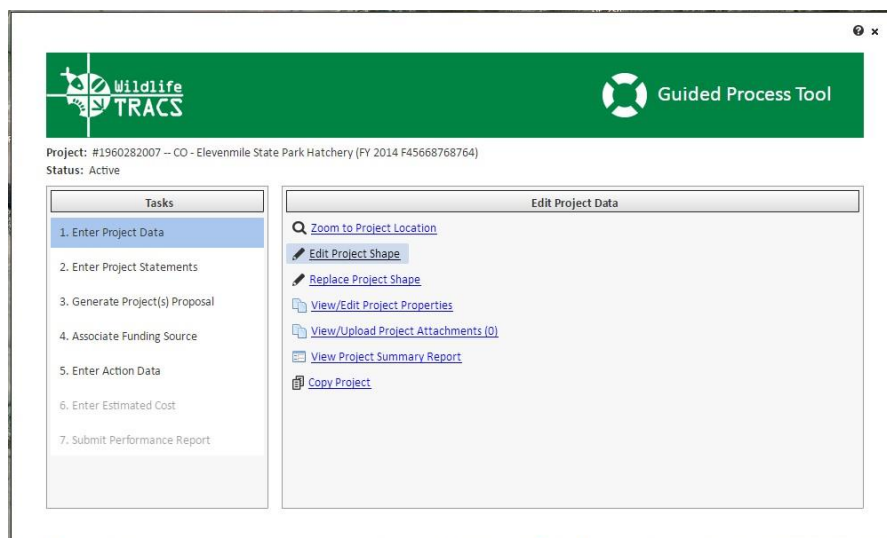 Wildlife
TRACS
Guided Process Tool
Project: #1960282007 -- CO - Elevenmile State Park Hatchery (FY 2014 F45668768764)
Status: Active
Tasks
1. Enter Project Data
2. Enter Project Statements
3. Generate Project(s) Proposal
4. Associate Funding Source
5. Enter Action Data
6. Enter Estimated Cost
7. Submit Performance Report
Edit Project Data
Zoom to Project Location
Edit Project Shape
Replace Project Shape
View/Edit Project Properties
View/Upload Project Attachments (0)
View Project Summary Report
Copy Project